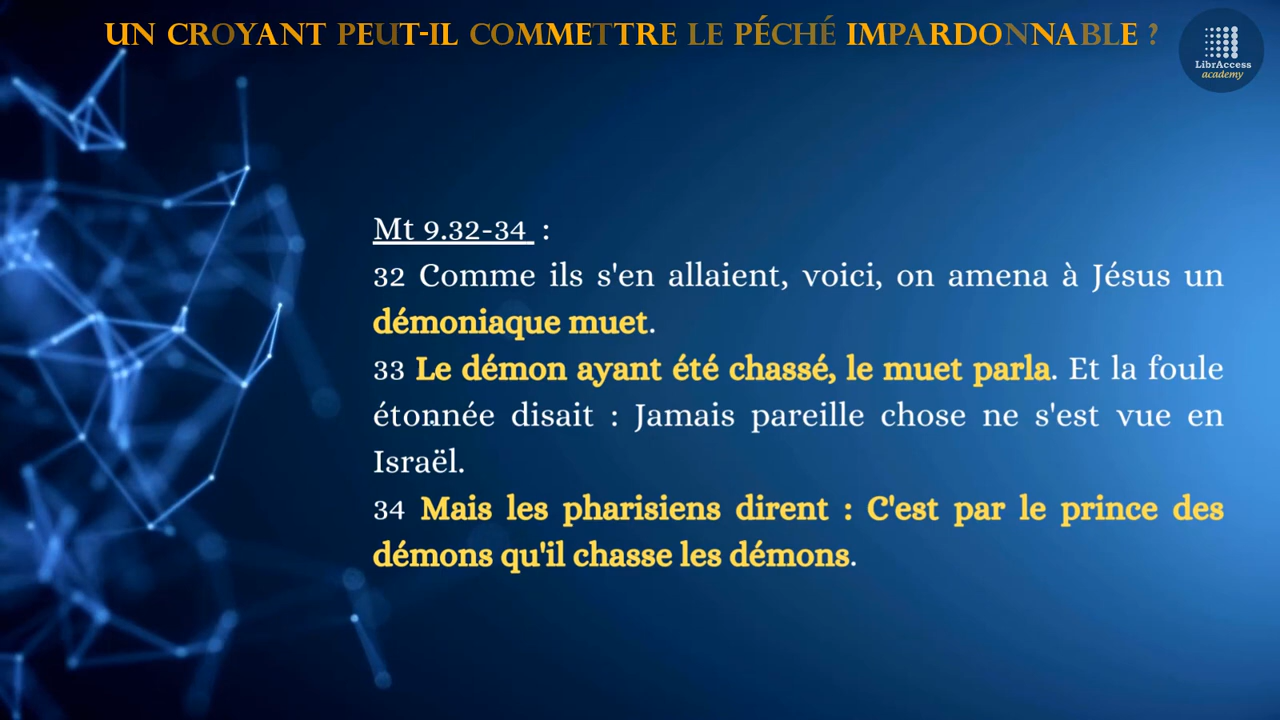 UN CROYANT PEUT-IL COMMETTRE LE PÉCHÉ IMPARDONNABLE ?
LibrAccess
academy
Mt 9.32-34 :
32 Comme ils s'en allaient, voici, on amena à Jésus un
démoniaque muet.
33 Le démon ayant été chassé, le muet parla. Et la foule
étonnée disait : Jamais pareille chose ne s'est vue en
Israël.
34 Mais les pharisiens dirent : C'est par le prince des
démons qu'il chasse les démons.